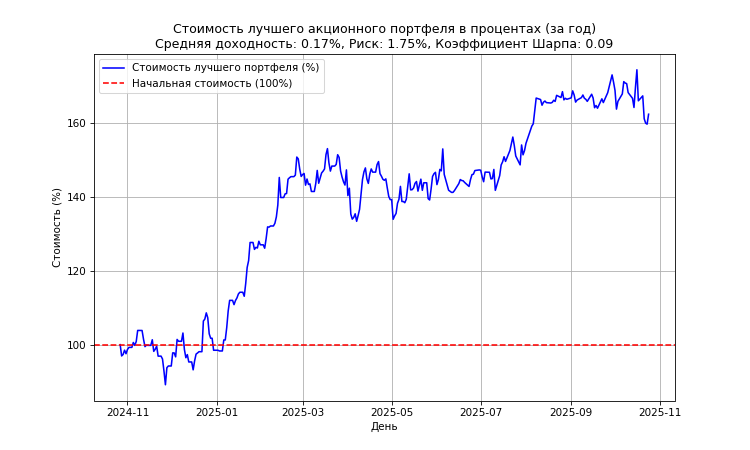 Стоимость лучшего акционного портфеля в процентах (за год)
Средняя доходность: 0.17%, Риск: 1.75%, Коэффициент Шарпа: 0.09
Стоимость лучшего портфеля (%)
Начальная стоимость (100%)
Стоимость (%)
160
140
120
100
2024-11
2025-01
2025-03
2025-05
2025-07
2025-09
2025-11
День